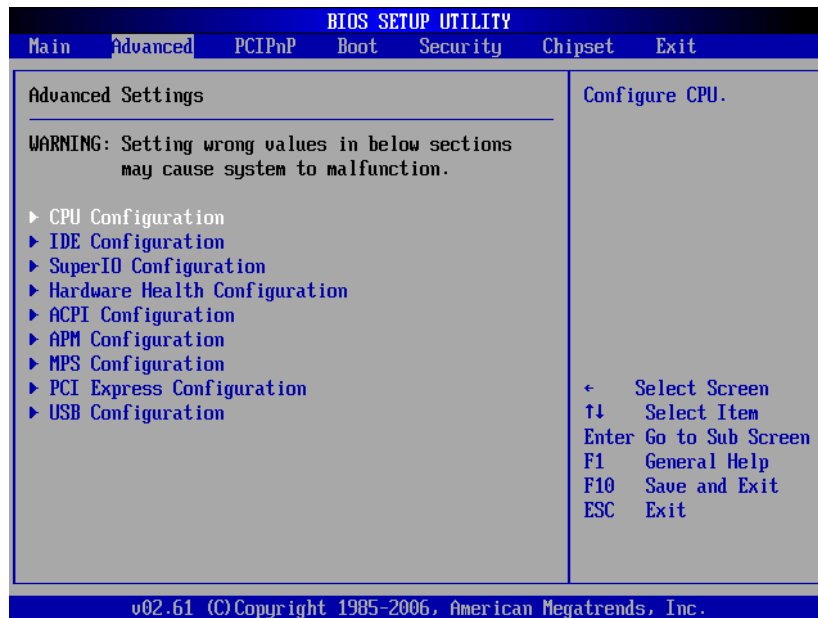 BIOS SETUP UTILITY
Main Advanced PCIPnP Boot Security Chipset Exit
Advanced Settings
WARNING: Setting wrong values in below sections
may cause system to malfunction.
▶ CPU Configuration
▶ IDE Configuration
▶ SuperIO Configuration
▶ Hardware Health Configuration
▶ ACPI Configuration
▶ APM Configuration
▶ MPS Configuration
▶ PCI Express Configuration
▶ USB Configuration
Configure CPU.
← Select Screen
↑↓ Select Item
Enter Go to Sub Screen
F1 General Help
F10 Save and Exit
ESC Exit
v02.61 (C)Copyright 1985-2006, American Megatrends, Inc.